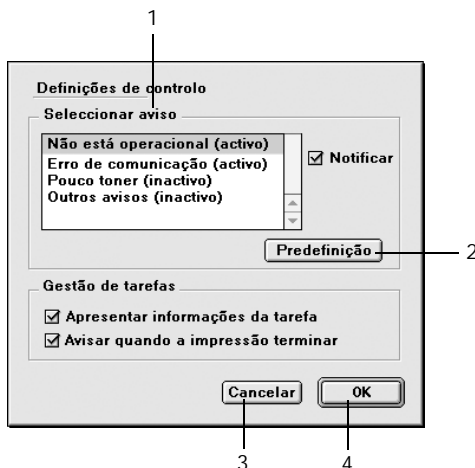 1
Definições de controlo
Seleccionar aviso
Não está operacional (activo)
Erro de comunicação (activo)
Pouco toner (inactivo)
Outros avisos (inactivo)
Notificar
Predefinição
2
Gestão de tarefas
Apresentar informações da tarefa
Avisar quando a impressão terminar
Cancelar
OK
3
4